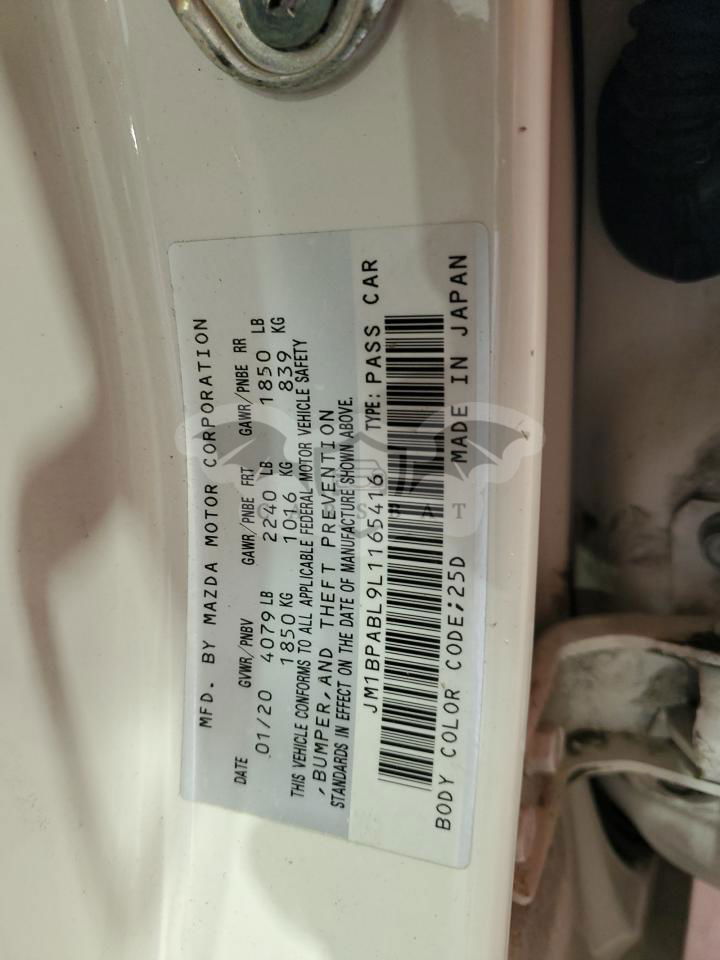 MFD. BY MAZDA MOTOR CORPORATION
DATE GVWR/PNBV GAWR/PNBE FRT GAWR/PNBE RR
01/20 4079 LB 2240 LB 1850 LB
1850 KG 1016 KG 839 KG
THIS VEHICLE CONFORMS TO ALL APPLICABLE FEDERAL MOTOR VEHICLE SAFETY
,BUMPER,AND THEFT PREVENTION
STANDARDS IN EFFECT ON THE DATE OF MANUFACTURE SHOWN ABOVE.
JM1BPABL9L1165416 TYPE: PASS CAR
BODY COLOR CODE;25D MADE IN JAPAN